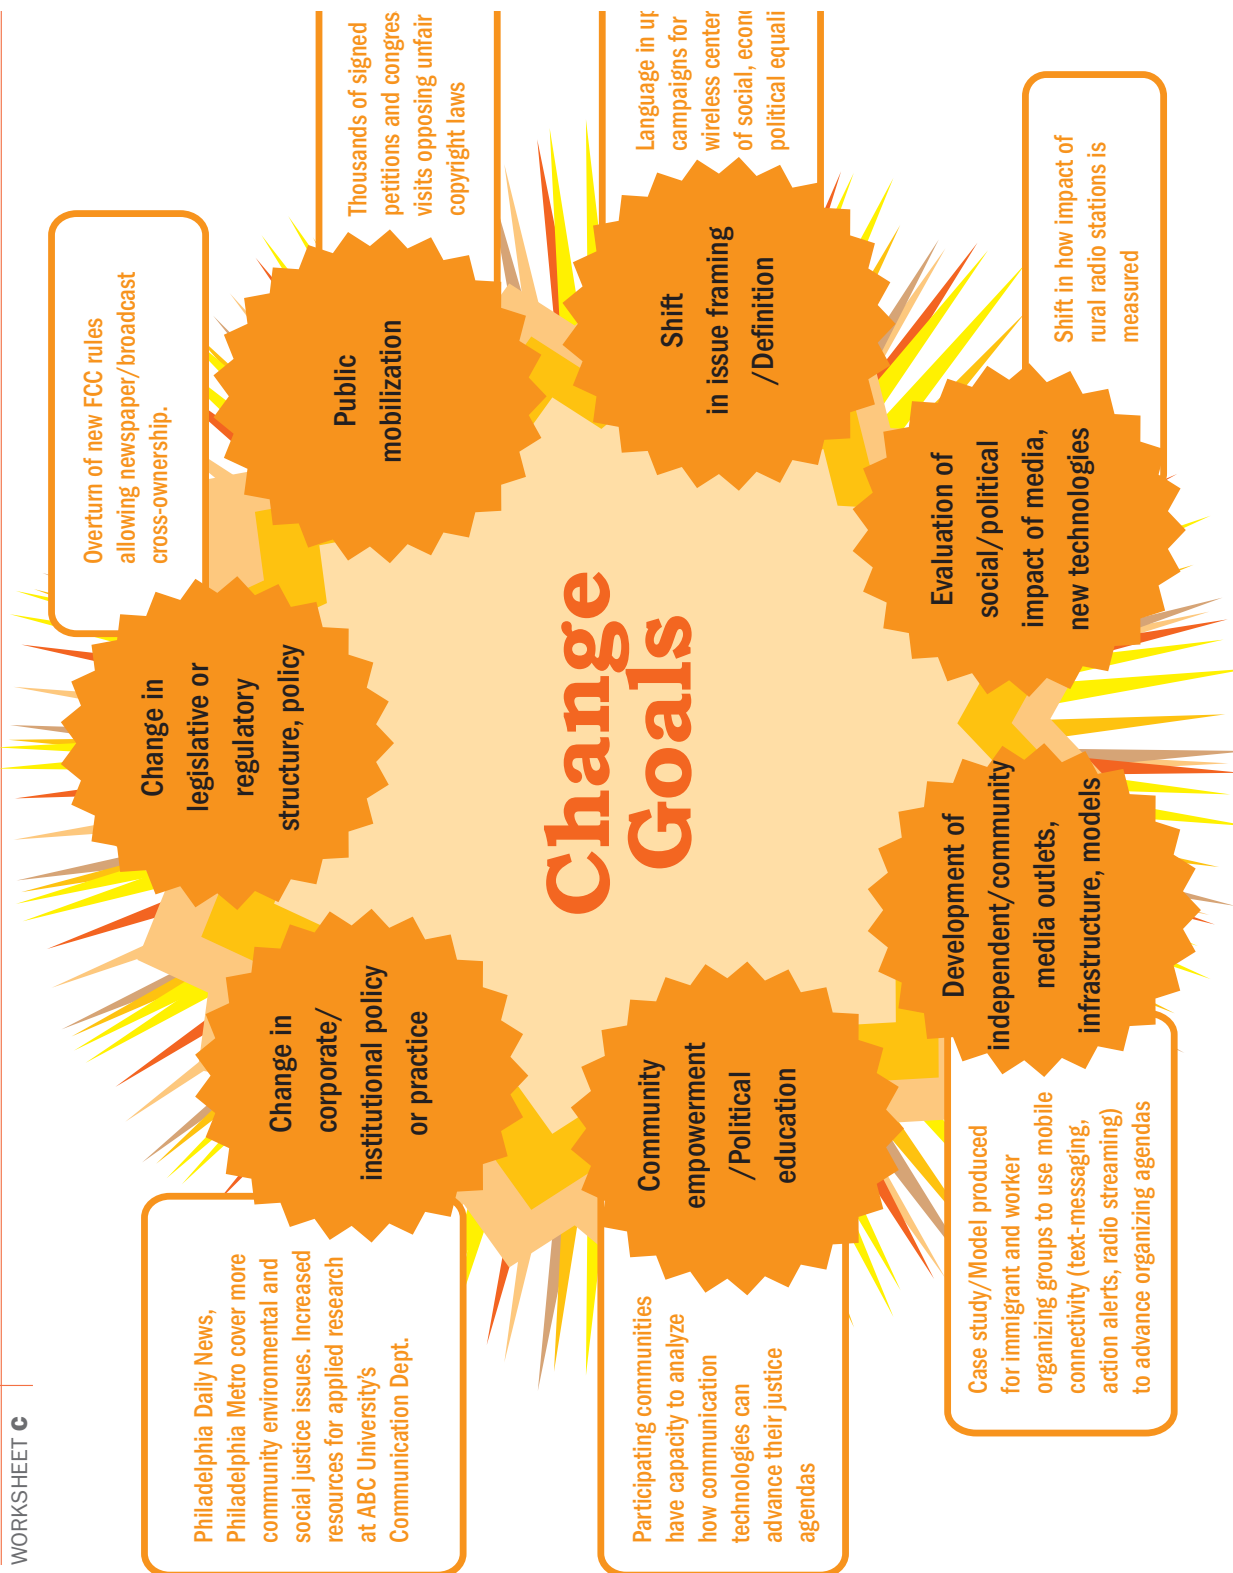 WORKSHEET C
Change
Goals
Change in
legislative or
regulatory
structure, policy
Overturn of new FCC rules
allowing newspaper/broadcast
cross-ownership.
Public
mobilization
Thousands of signed
petitions and congres
visits opposing unfair
copyright laws
Shift
in issue framing
/Definition
Language in up
campaigns for
wireless center
of social, econ
political equali
Evaluation of
social/political
impact of media,
new technologies
Shift in how impact of
rural radio stations is
measured
Development of
independent/community
media outlets,
infrastructure, models
Case study/Model produced
for immigrant and worker
organizing groups to use mobile
connectivity (text-messaging,
action alerts, radio streaming)
to advance organizing agendas
Community
empowerment
/Political
education
Participating communities
have capacity to analyze
how communication
technologies can
advance their justice
agendas
Change in
corporate/
institutional policy
or practice
Philadelphia Daily News,
Philadelphia Metro cover more
community environmental and
social justice issues. Increased
resources for applied research
at ABC University's
Communication Dept.